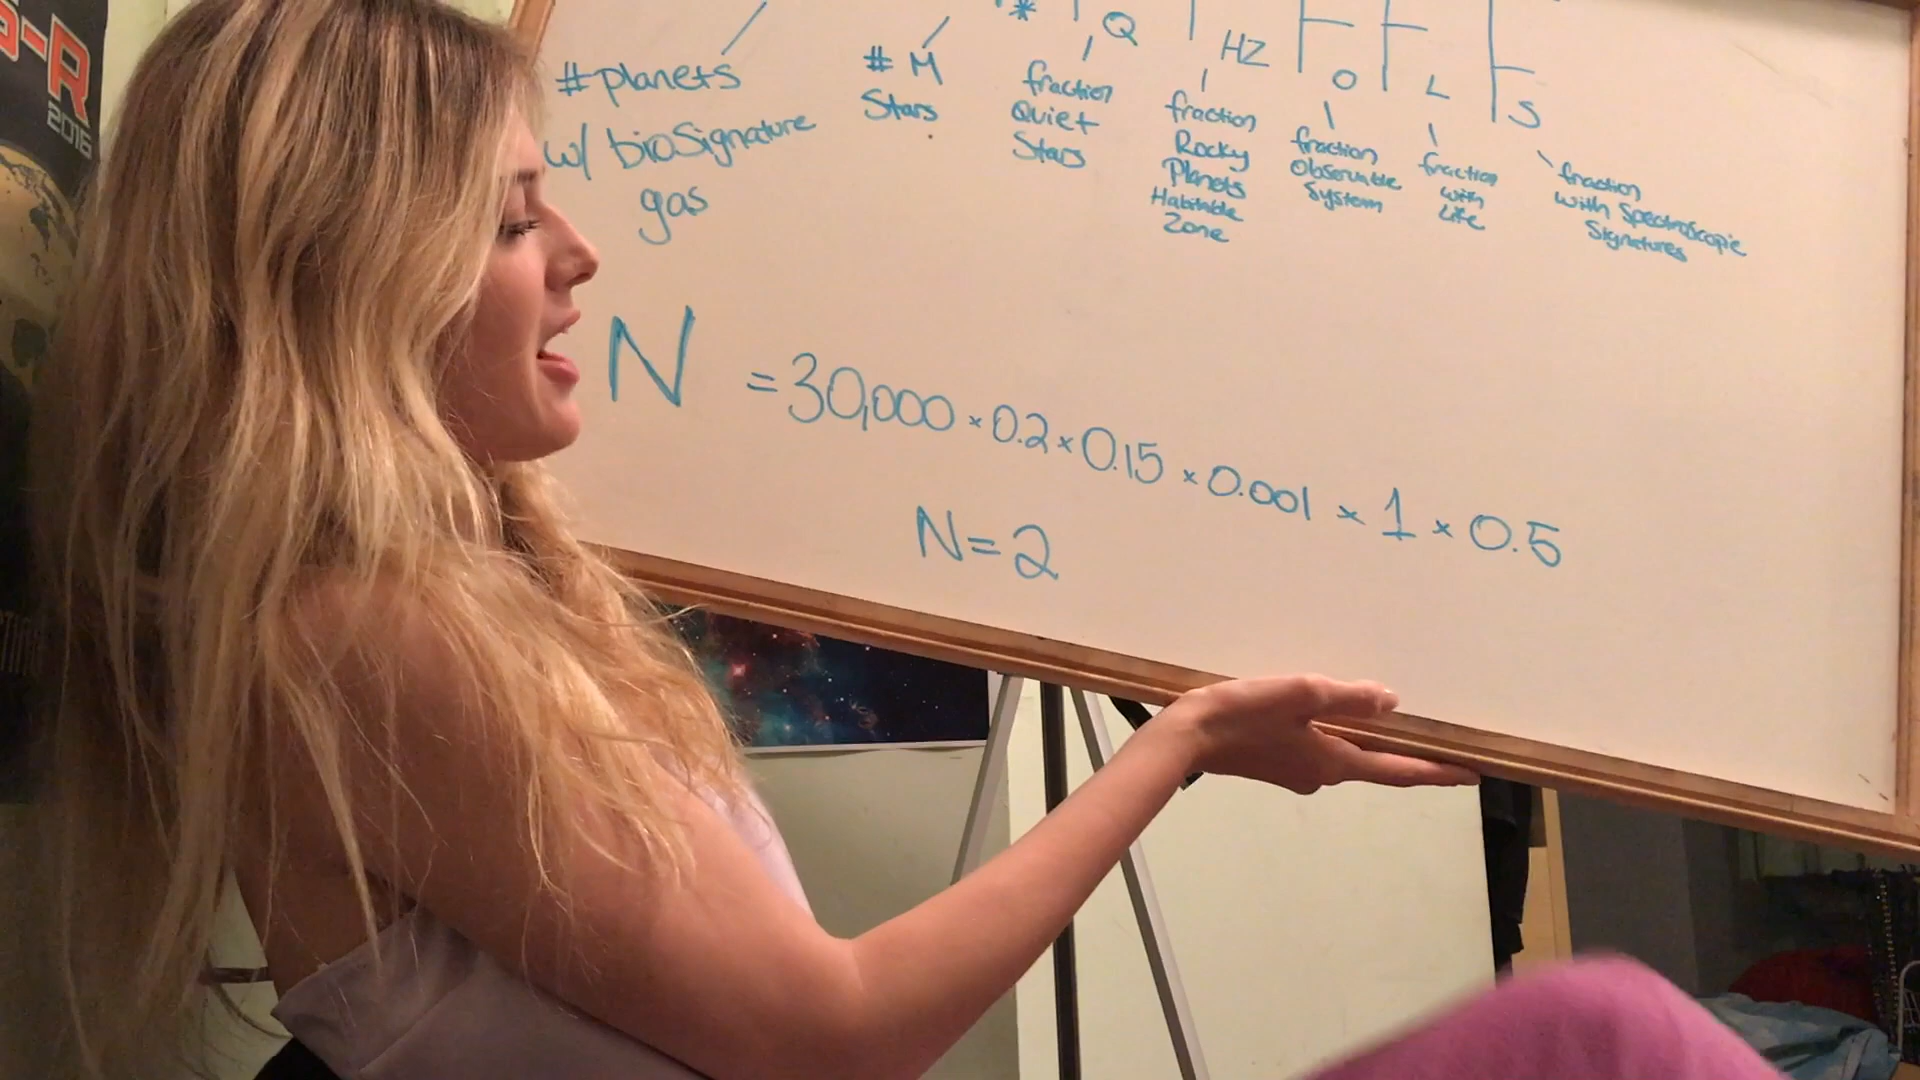 S-R
2016
*
Q
HZ
O
L
S
#planets
w/ bioSignature
gas
# M
Stars
fraction
Quiet
Stars
fraction
Rocky
Planets
Habitable
Zone
fraction
Observable
System
fraction
with
Life
fraction
with Spectroscopic
Signatures
N = 30,000 × 0.2 × 0.15 × 0.001 × 1 × 0.5
N = 2